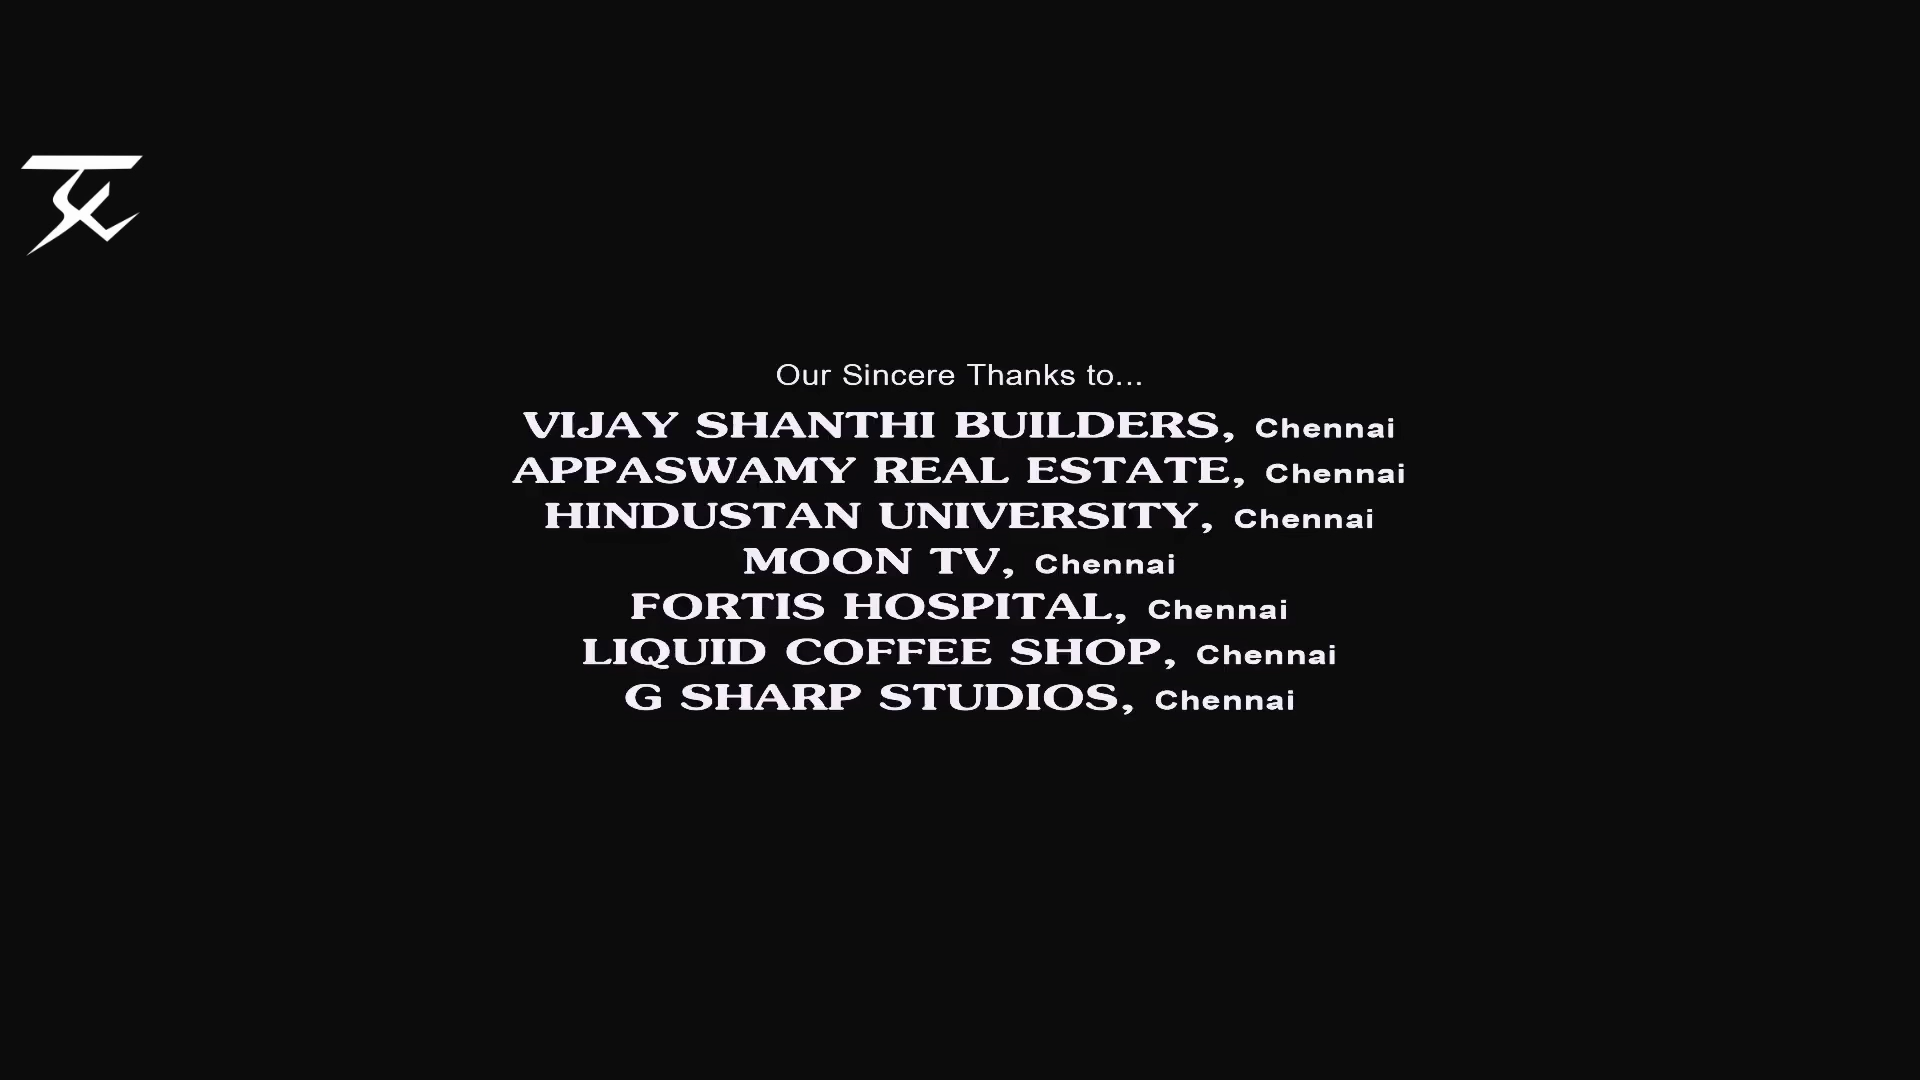 Our Sincere Thanks to...
VIJAY SHANTHI BUILDERS, Chennai
APPASWAMY REAL ESTATE, Chennai
HINDUSTAN UNIVERSITY, Chennai
MOON TV, Chennai
FORTIS HOSPITAL, Chennai
LIQUID COFFEE SHOP, Chennai
G SHARP STUDIOS, Chennai